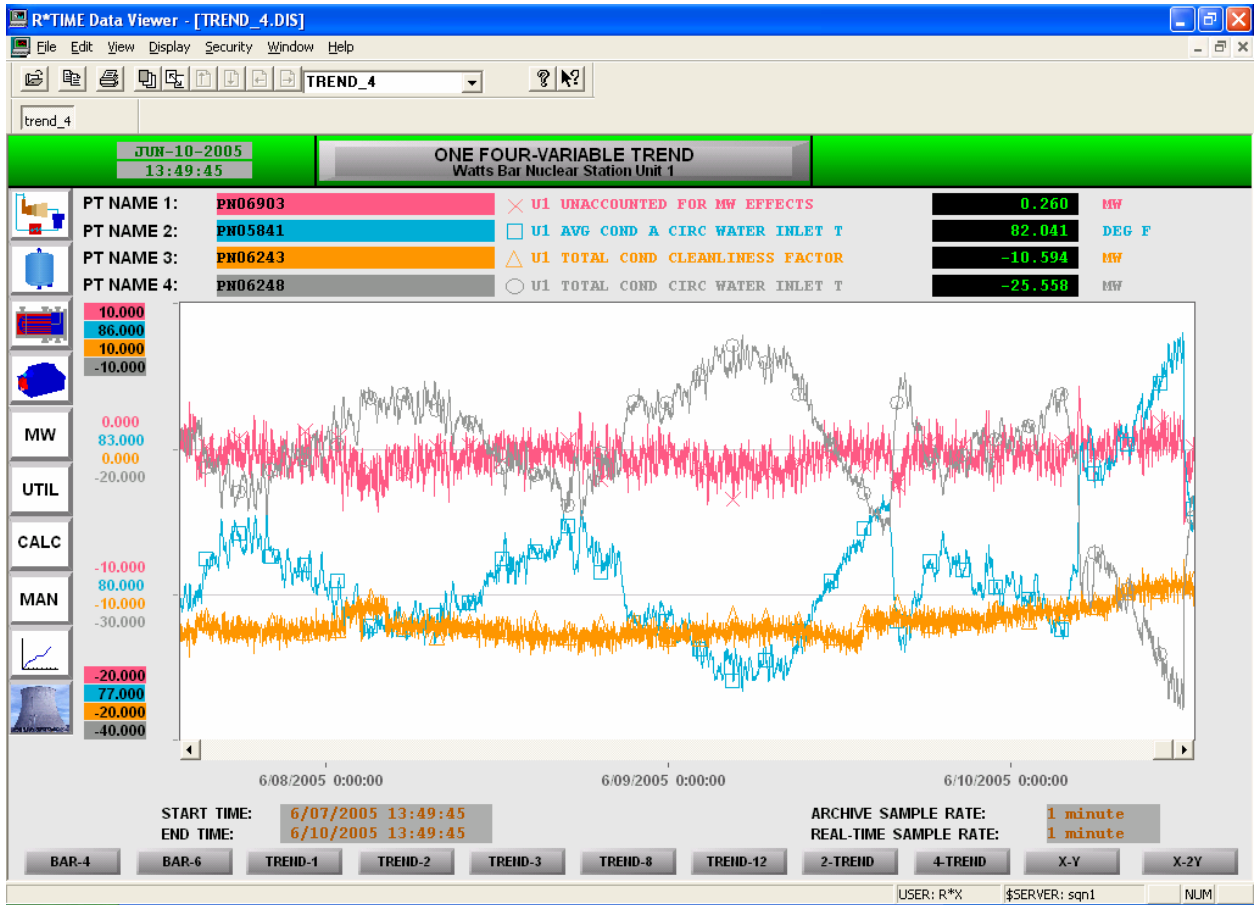 R*TIME Data Viewer - [TREND_4.DIS]
File Edit View Display Security Window Help
TREND_4
trend_4
JUN-10-2005
13:49:45
ONE FOUR-VARIABLE TREND
Watts Bar Nuclear Station Unit 1
PT NAME 1: PN06903 U1 UNACCOUNTED FOR MW EFFECTS 0.260 MW
PT NAME 2: PN05841 U1 AVG COND A CIRC WATER INLET T 82.041 DEG F
PT NAME 3: PN06243 U1 TOTAL COND CLEANLINESS FACTOR -10.594 MW
PT NAME 4: PN06248 U1 TOTAL COND CIRC WATER INLET T -25.558 MW
10.000
86.000
10.000
-10.000
MW
0.000
83.000
0.000
-20.000
UTIL
CALC
MAN
-10.000
80.000
-10.000
-30.000
-20.000
77.000
-20.000
-40.000
6/08/2005 0:00:00 6/09/2005 0:00:00 6/10/2005 0:00:00
START TIME: 6/07/2005 13:49:45 ARCHIVE SAMPLE RATE: 1 minute
END TIME: 6/10/2005 13:49:45 REAL-TIME SAMPLE RATE: 1 minute
BAR-4 BAR-6 TREND-1 TREND-2 TREND-3 TREND-8 TREND-12 2-TREND 4-TREND X-Y X-2Y
USER: R*X $SERVER: sqn1 NUM